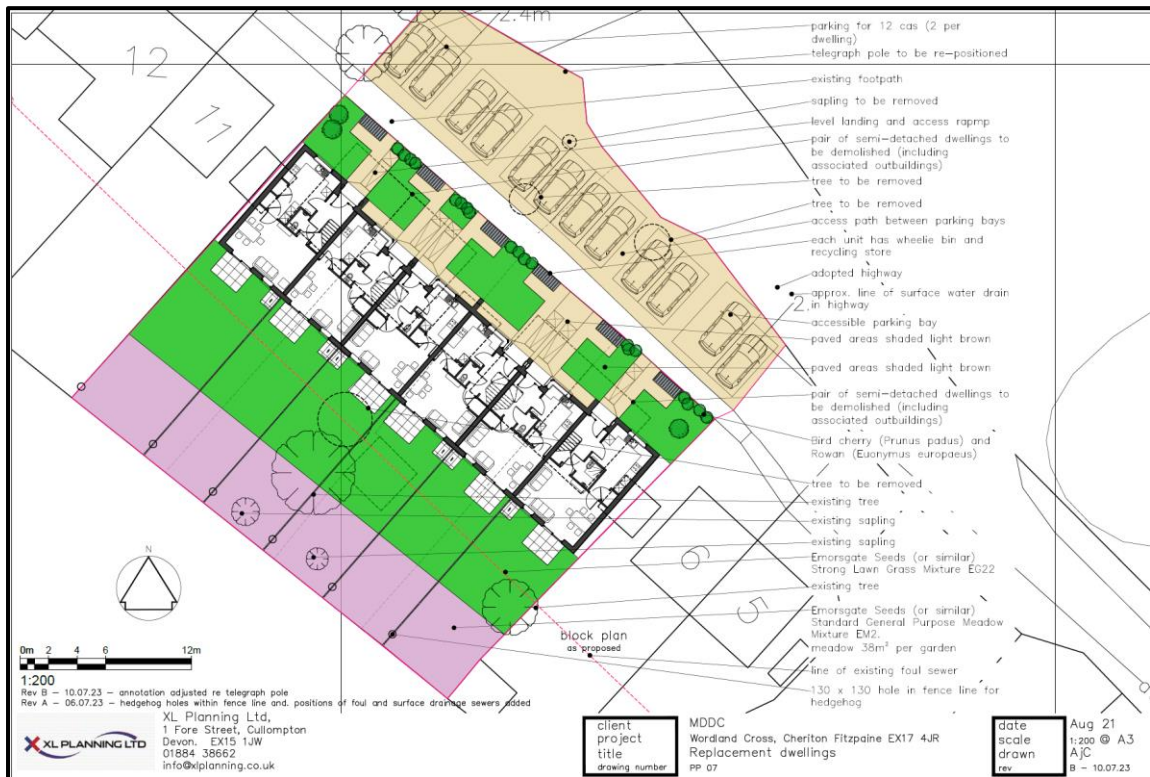 2.4m
12
11
parking for 12 cas (2 per
dwelling)
telegraph pole to be re-positioned
existing footpath
sapling to be removed
level landing and access rapmp
pair of semi-detached dwellings to
be demolished (including
associated outbuildings)
tree to be removed
tree to be removed
access path between parking bays
each unit has wheelie bin and
recycling store
adopted highway
approx. line of surface water drain
in highway
2.
accessible parking bay
paved areas shaded light brown
paved areas shaded light brown
pair of semi-detached dwellings to
be demolished (including
associated outbuildings)
Bird cherry (Prunus padus) and
Rowan (Euonymus europaeus)
tree to be removed
existing tree
existing sapling
existing sapling
Emorsgate Seeds (or similar)
Strong Lawn Grass Mixture EG22
existing tree
Emorsgate Seeds (or similar)
Standard General Purpose Meadow
Mixture EM2.
meadow 38m² per garden
line of existing foul sewer
130 x 130 hole in fence line for
hedgehog
6
5
N
block plan
as proposed
0m 2 4 6 12m
1:200
Rev B - 10.07.23 - annotation adjusted re telegraph pole
Rev A - 06.07.23 - hedgehog holes within fence line and. positions of foul and surface drainage sewers added
XL PLANNING LTD
XL Planning Ltd,
1 Fore Street, Cullompton
Devon. EX15 1JW
01884 38662
info@xlplanning.co.uk
client MDDC
project Wordland Cross, Cheriton Fitzpaine EX17 4JR
title Replacement dwellings
drawing number PP 07
date Aug 21
scale 1:200 @ A3
drawn AjC
rev B - 10.07.23